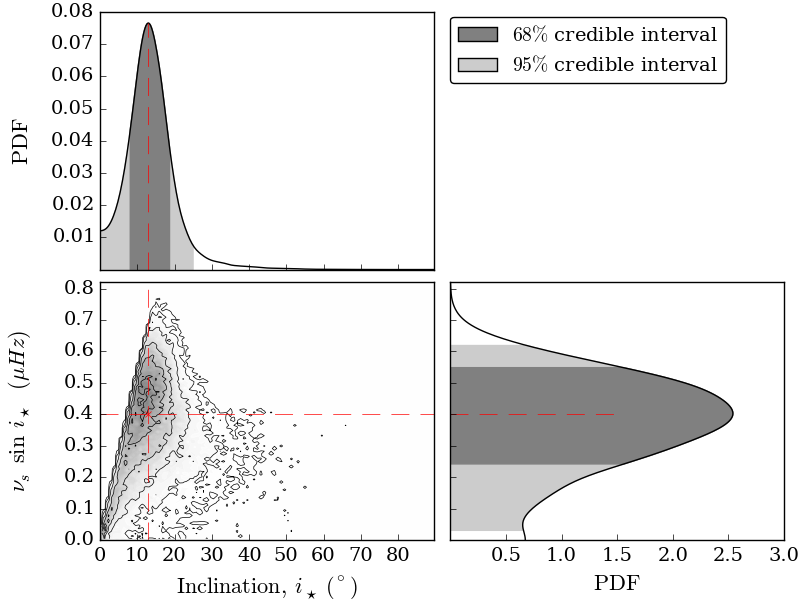 0.08
0.07
0.06
0.05
0.04
0.03
0.02
0.01
PDF
68% credible interval
95% credible interval
0.8
0.7
0.6
0.5
0.4
0.3
0.2
0.1
0.0
ν_s sin i_⋆ (μHz)
0 10 20 30 40 50 60 70 80
Inclination, i_⋆ (°)
0.5 1.0 1.5 2.0 2.5 3.0
PDF